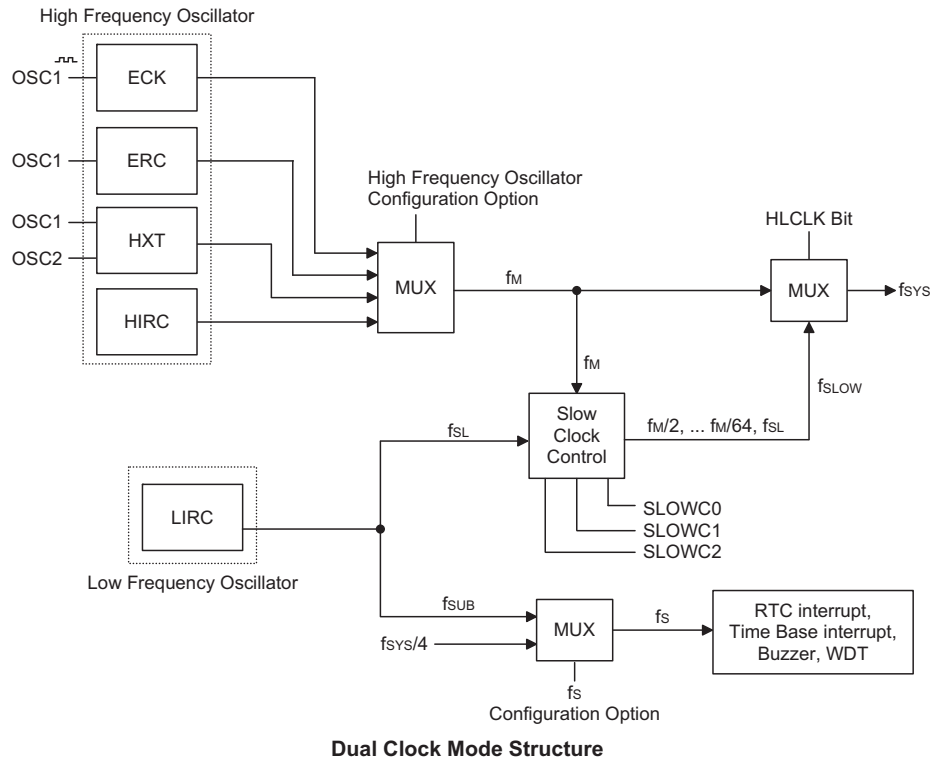 High Frequency Oscillator
OSC1
ECK
OSC1
ERC
OSC1
OSC2
HXT
HIRC
High Frequency Oscillator
Configuration Option
MUX
fM
HLCLK Bit
MUX
fSYS
fM
fSLOW
Slow
Clock
Control
fSL
fM/2, ... fM/64, fSL
SLOWC0
SLOWC1
SLOWC2
LIRC
Low Frequency Oscillator
fSUB
fSYS/4
MUX
fS
RTC interrupt,
Time Base interrupt,
Buzzer, WDT
fS
Configuration Option
Dual Clock Mode Structure